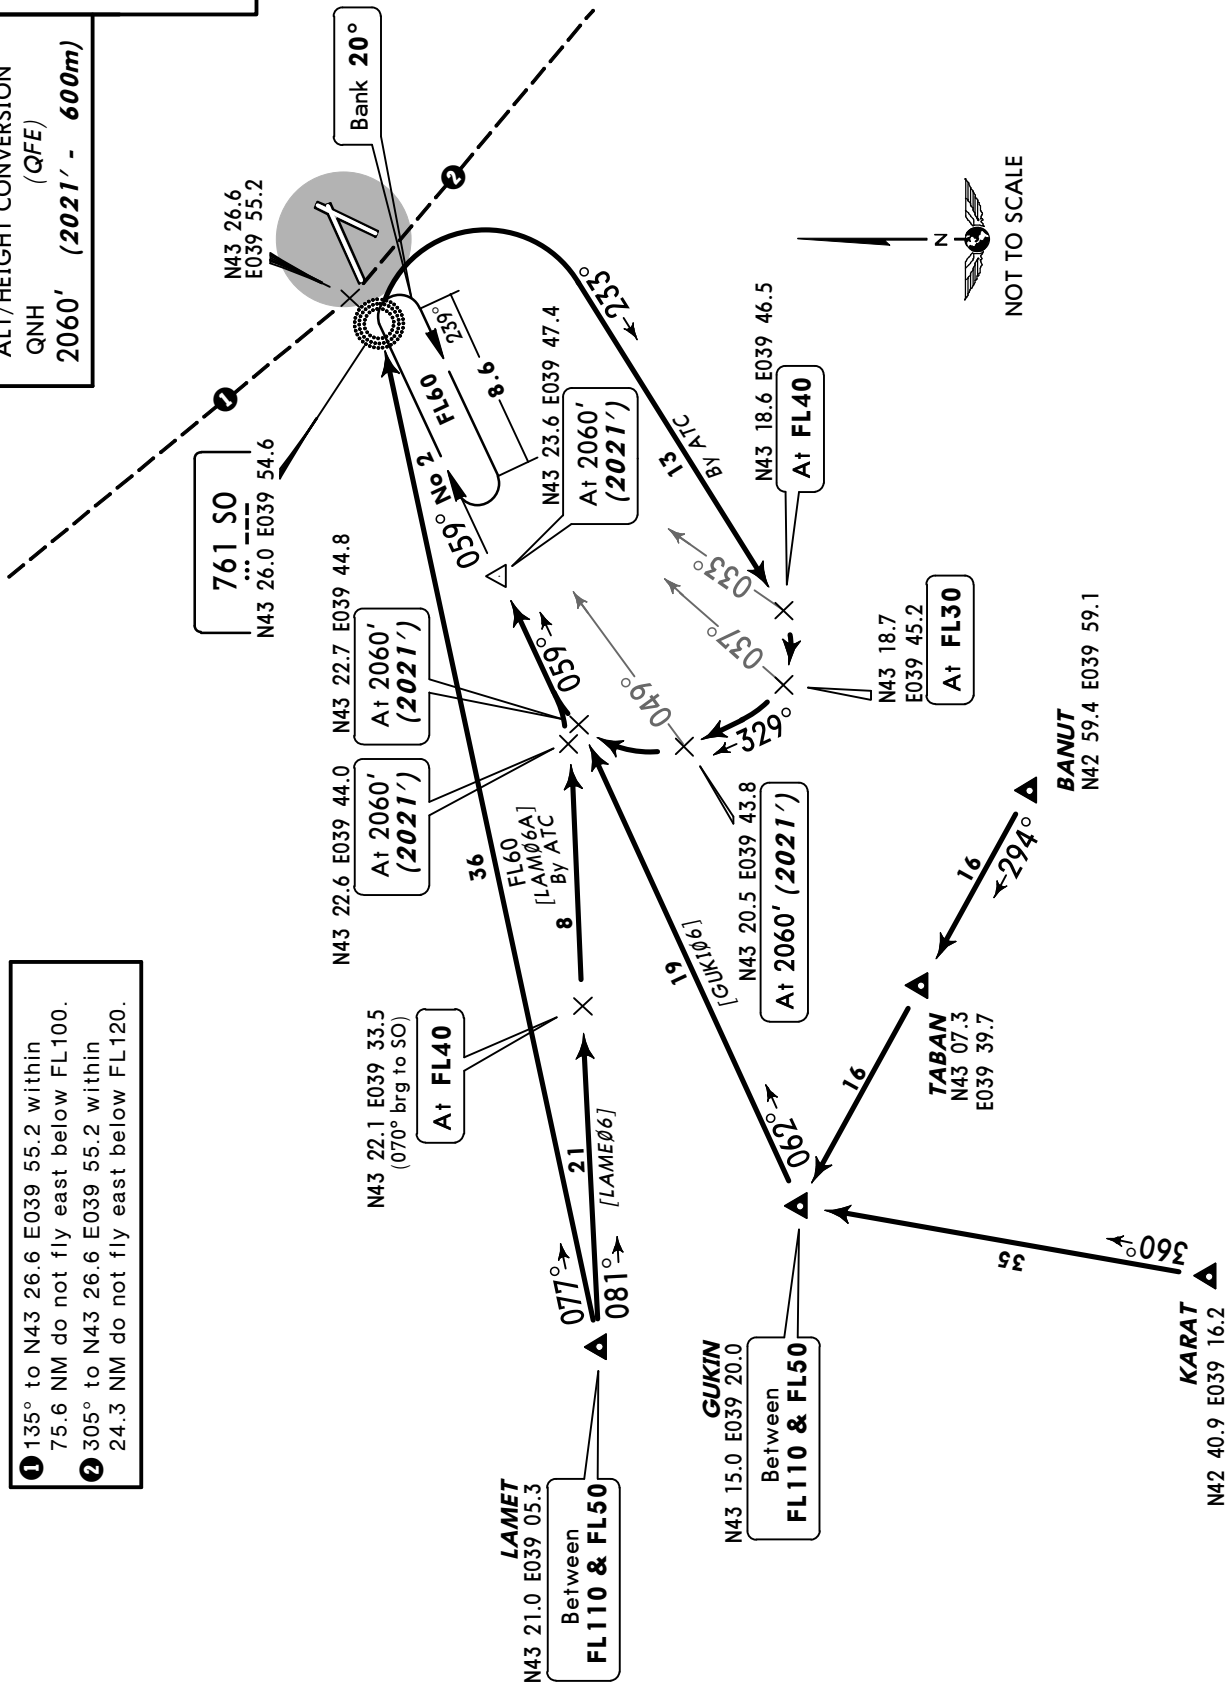 ALT/HEIGHT CONVERSION
QNH (QFE)
2060' (2021' - 600m)
❶ 135° to N43 26.6 E039 55.2 within
75.6 NM do not fly east below FL100.
❷ 305° to N43 26.6 E039 55.2 within
24.3 NM do not fly east below FL120.
❶
❷
N43 26.6
E039 55.2
Bank 20°
761 SO
N43 26.0 E039 54.6
239°
FL60
8.6
059° No 2
N43 23.6 E039 47.4
At 2060'
(2021')
N43 22.7 E039 44.8
At 2060'
(2021')
N43 22.6 E039 44.0
At 2060'
(2021')
059°
233°
13
By ATC
N43 18.6 E039 46.5
At FL40
033°
037°
049°
N43 18.7
E039 45.2
At FL30
329°
N43 20.5 E039 43.8
At 2060' (2021')
36
FL60
[LAMØ6A]
By ATC
8
N43 22.1 E039 33.5
(070° brg to SO)
At FL40
21
[LAMEØ6]
077°
081°
LAMET
N43 21.0 E039 05.3
Between
FL110 & FL50
19
[GUKIØ6]
062°
GUKIN
N43 15.0 E039 20.0
Between
FL110 & FL50
16
TABAN
N43 07.3
E039 39.7
16
294°
BANUT
N42 59.4 E039 59.1
35
360°
KARAT
N42 40.9 E039 16.2
N
NOT TO SCALE